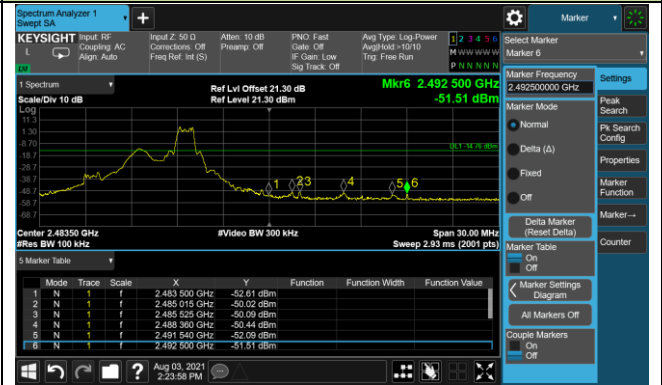 Spectrum Analyzer 1
Swept SA
+
Marker
KEYSIGHT
L
Input: RF
Coupling: AC
Align: Auto
Input Z: 50 Ω
Corrections: Off
Freq Ref: Int (S)
Atten: 10 dB
Preamp: Off
PNO: Fast
Gate: Off
IF Gain: Low
Sig Track: Off
Avg Type: Log-Power
Avg|Hold:>10/10
Trig: Free Run
1 2 3 4 5 6
M W W W W W
P N N N N N
Select Marker
Marker 6
1 Spectrum
Scale/Div 10 dB
Log
Ref Lvl Offset 21.30 dB
Ref Level 21.30 dBm
Mkr6 2.492 500 GHz
-51.51 dBm
11.3
1.30
-8.70
-18.7
-28.7
-38.7
-48.7
-58.7
-68.7
DL1 -14.76 dBm
1 2 3 4 5 6
Center 2.48350 GHz
#Res BW 100 kHz
#Video BW 300 kHz
Span 30.00 MHz
Sweep 2.93 ms (2001 pts)
5 Marker Table
Mode Trace Scale X Y Function Function Width Function Value
1 N 1 f 2.483 500 GHz -52.61 dBm
2 N 1 f 2.485 015 GHz -50.02 dBm
3 N 1 f 2.485 525 GHz -50.09 dBm
4 N 1 f 2.488 360 GHz -50.44 dBm
5 N 1 f 2.491 540 GHz -52.09 dBm
6 N 1 f 2.492 500 GHz -51.51 dBm
Marker Frequency
2.492500000 GHz
Marker Mode
Normal
Delta (Δ)
Fixed
Off
Delta Marker
(Reset Delta)
Marker Table
On
Off
Marker Settings
Diagram
All Markers Off
Couple Markers
On
Off
Settings
Peak
Search
Pk Search
Config
Properties
Marker
Function
Marker→
Counter
?
Aug 03, 2021
2:23:58 PM